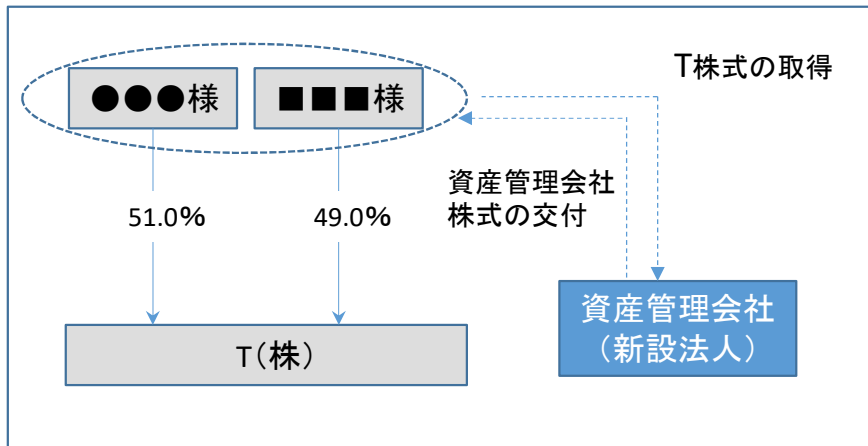 ●●●様
■■■様
T株式の取得
資産管理会社
株式の交付
51.0%
49.0%
資産管理会社
（新設法人）
T（株）